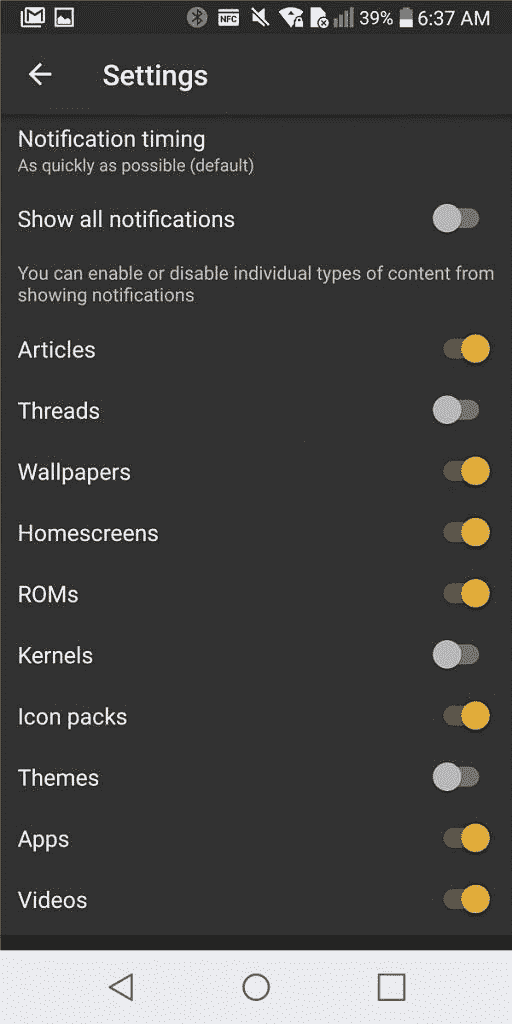 NFC 39% 6:37 AM
Settings
Notification timing
As quickly as possible (default)
Show all notifications
You can enable or disable individual types of content from
showing notifications
Articles
Threads
Wallpapers
Homescreens
ROMs
Kernels
Icon packs
Themes
Apps
Videos